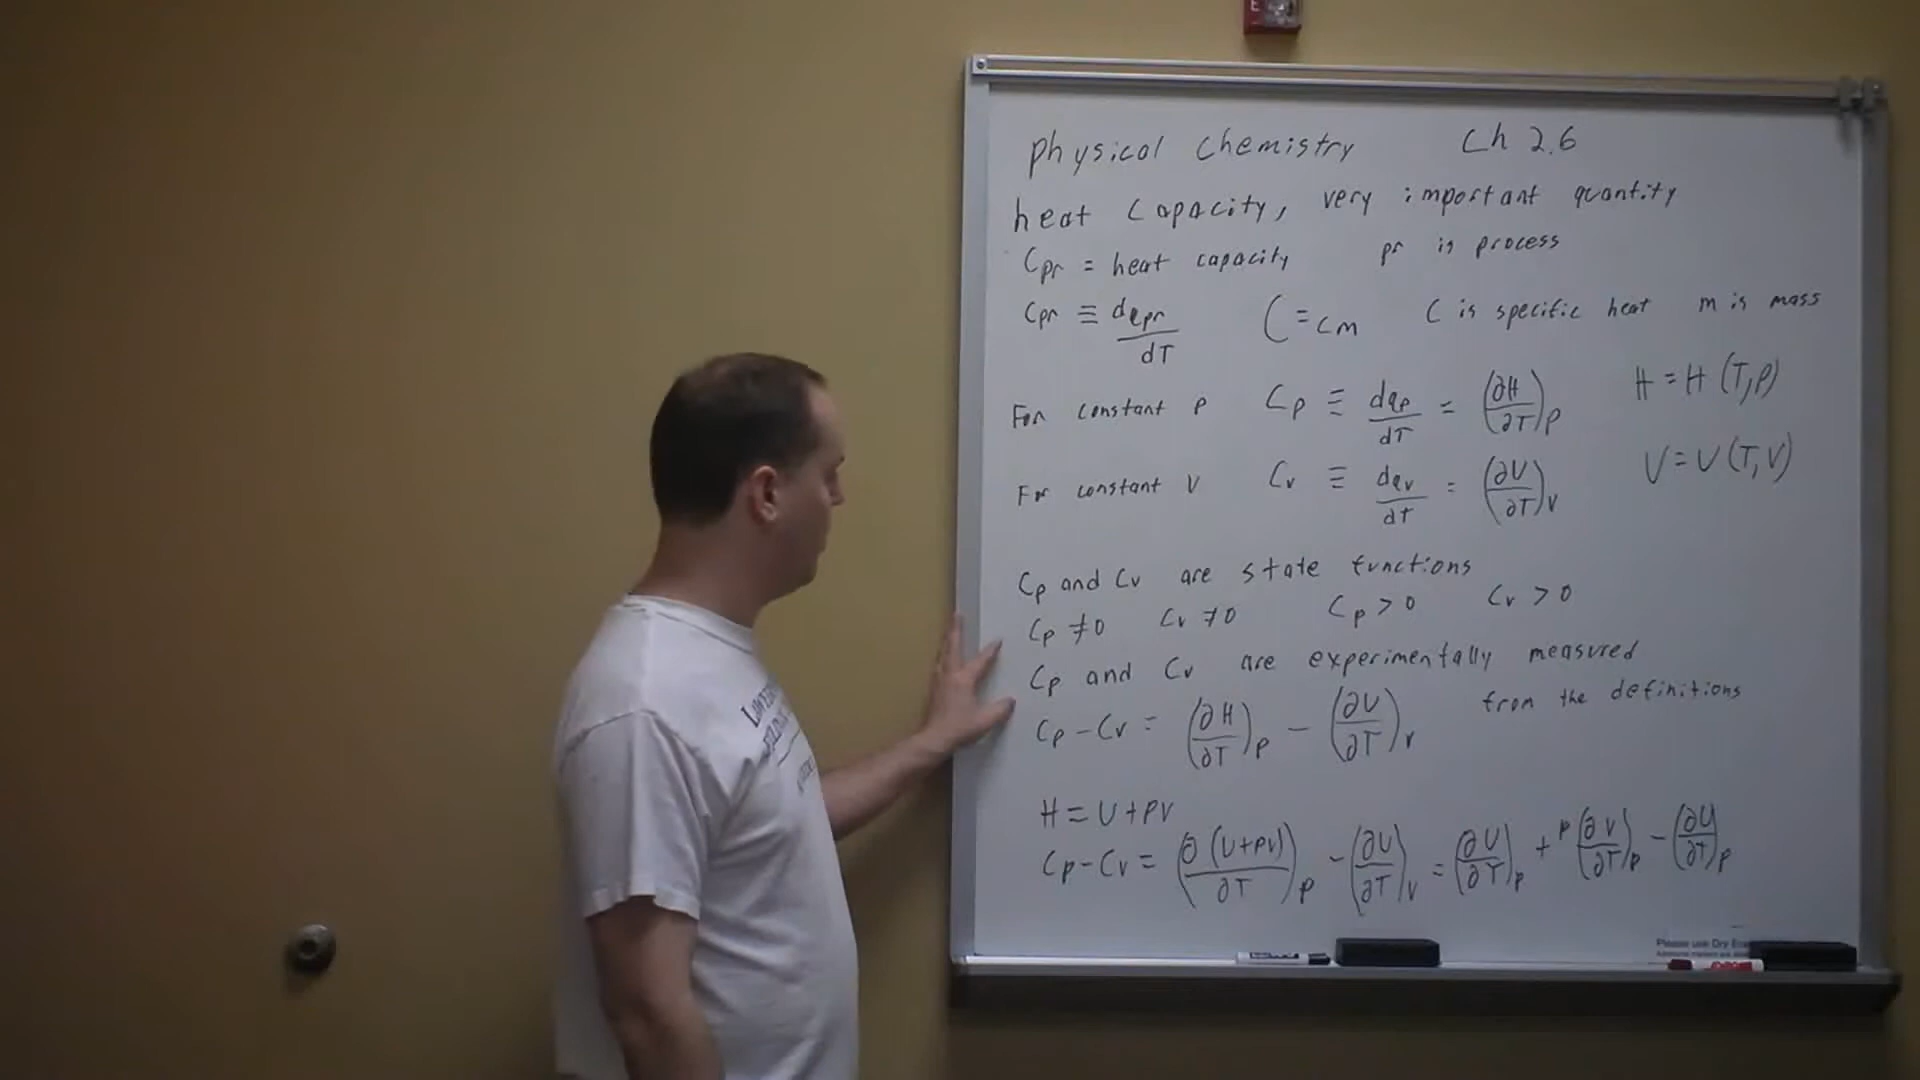 Physical Chemistry Ch 2.6
heat capacity, very important quantity
Cpr = heat capacity pr is process
Cpr ≡ dqpr/dT C = cm C is specific heat m is mass
For constant P Cp ≡ dqp/dT = (∂H/∂T)p H = H(T,P)
For constant V Cv ≡ dqv/dT = (∂U/∂T)v U = U(T,V)
Cp and Cv are state functions
Cp ≠ 0 Cv ≠ 0 Cp > 0 Cv > 0
Cp and Cv are experimentally measured
Cp - Cv = (∂H/∂T)p - (∂U/∂T)v from the definitions
H = U + PV
Cp - Cv = (∂(U+PV)/∂T)p - (∂U/∂T)v = (∂U/∂T)p + P(∂V/∂T)p - (∂U/∂T)p
Please use Dry